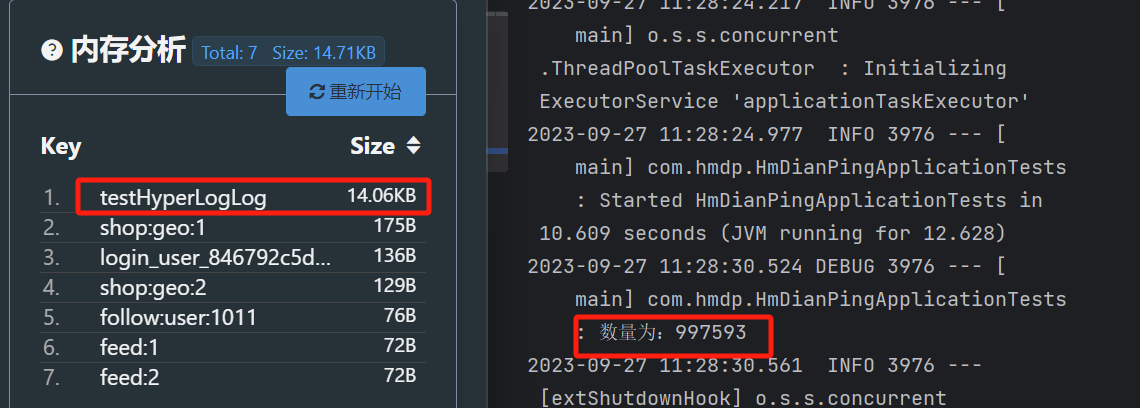 内存分析 Total: 7 Size: 14.71KB
重新开始
Key Size
1. testHyperLogLog 14.06KB
2. shop:geo:1 175B
3. login_user_846792c5d... 136B
4. shop:geo:2 129B
5. follow:user:1011 76B
6. feed:1 72B
7. feed:2 72B
2023-09-27 11:28:24.217 INFO 3976 --- [
main] o.s.s.concurrent
.ThreadPoolTaskExecutor : Initializing
ExecutorService 'applicationTaskExecutor'
2023-09-27 11:28:24.977 INFO 3976 --- [
main] com.hmdp.HmDianPingApplicationTests
: Started HmDianPingApplicationTests in
10.609 seconds (JVM running for 12.628)
2023-09-27 11:28:30.524 DEBUG 3976 --- [
main] com.hmdp.HmDianPingApplicationTests
: 数量为：997593
2023-09-27 11:28:30.561 INFO 3976 ---
[extShutdownHook] o.s.s.concurrent